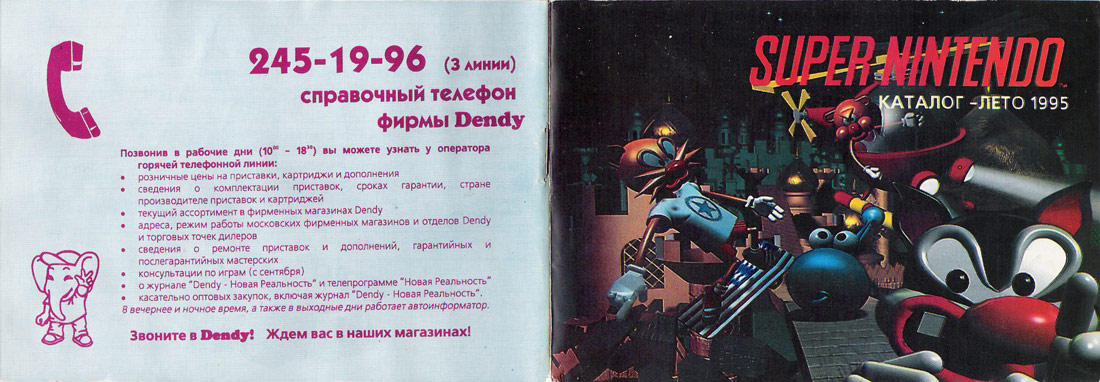 245-19-96 (3 линии)
справочный телефон
фирмы Dendy
Позвонив в рабочие дни (10⁰⁰ - 18³⁰) вы можете узнать у оператора
горячей телефонной линии:
• розничные цены на приставки, картриджи и дополнения
• сведения о комплектации приставок, сроках гарантии, стране
производителе приставок и картриджей
• текущий ассортимент в фирменных магазинах Dendy
• адреса, режим работы московских фирменных магазинов и отделов Dendy
и торговых точек дилеров
• сведения о ремонте приставок и дополнений, гарантийных и
послегарантийных мастерских
• консультации по играм (с сентября)
• о журнале "Dendy - Новая Реальность" и телепрограмме "Новая Реальность"
• касательно оптовых закупок, включая журнал "Dendy - Новая Реальность".
В вечернее и ночное время, а также в выходные дни работает автоинформатор.
Звоните в Dendy! Ждем вас в наших магазинах!
SUPER NINTENDO
TM
КАТАЛОГ -ЛЕТО 1995